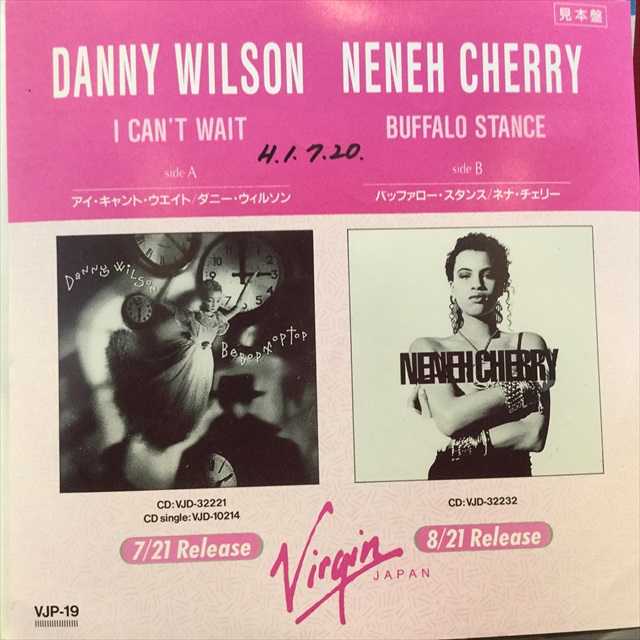 見本盤
DANNY WILSON
I CAN'T WAIT
side A
アイ・キャント・ウエイト/ダニー・ウィルソン
NENEH CHERRY
BUFFALO STANCE
side B
バッファロー・スタンス/ネナ・チェリー
H.1.7.20.
Danny Wilson
Bebop Moptop
NENEH CHERRY
CD:VJD-32221
CD single:VJD-10214
7/21 Release
CD:VJD-32232
8/21 Release
Virgin
JAPAN
VJP-19